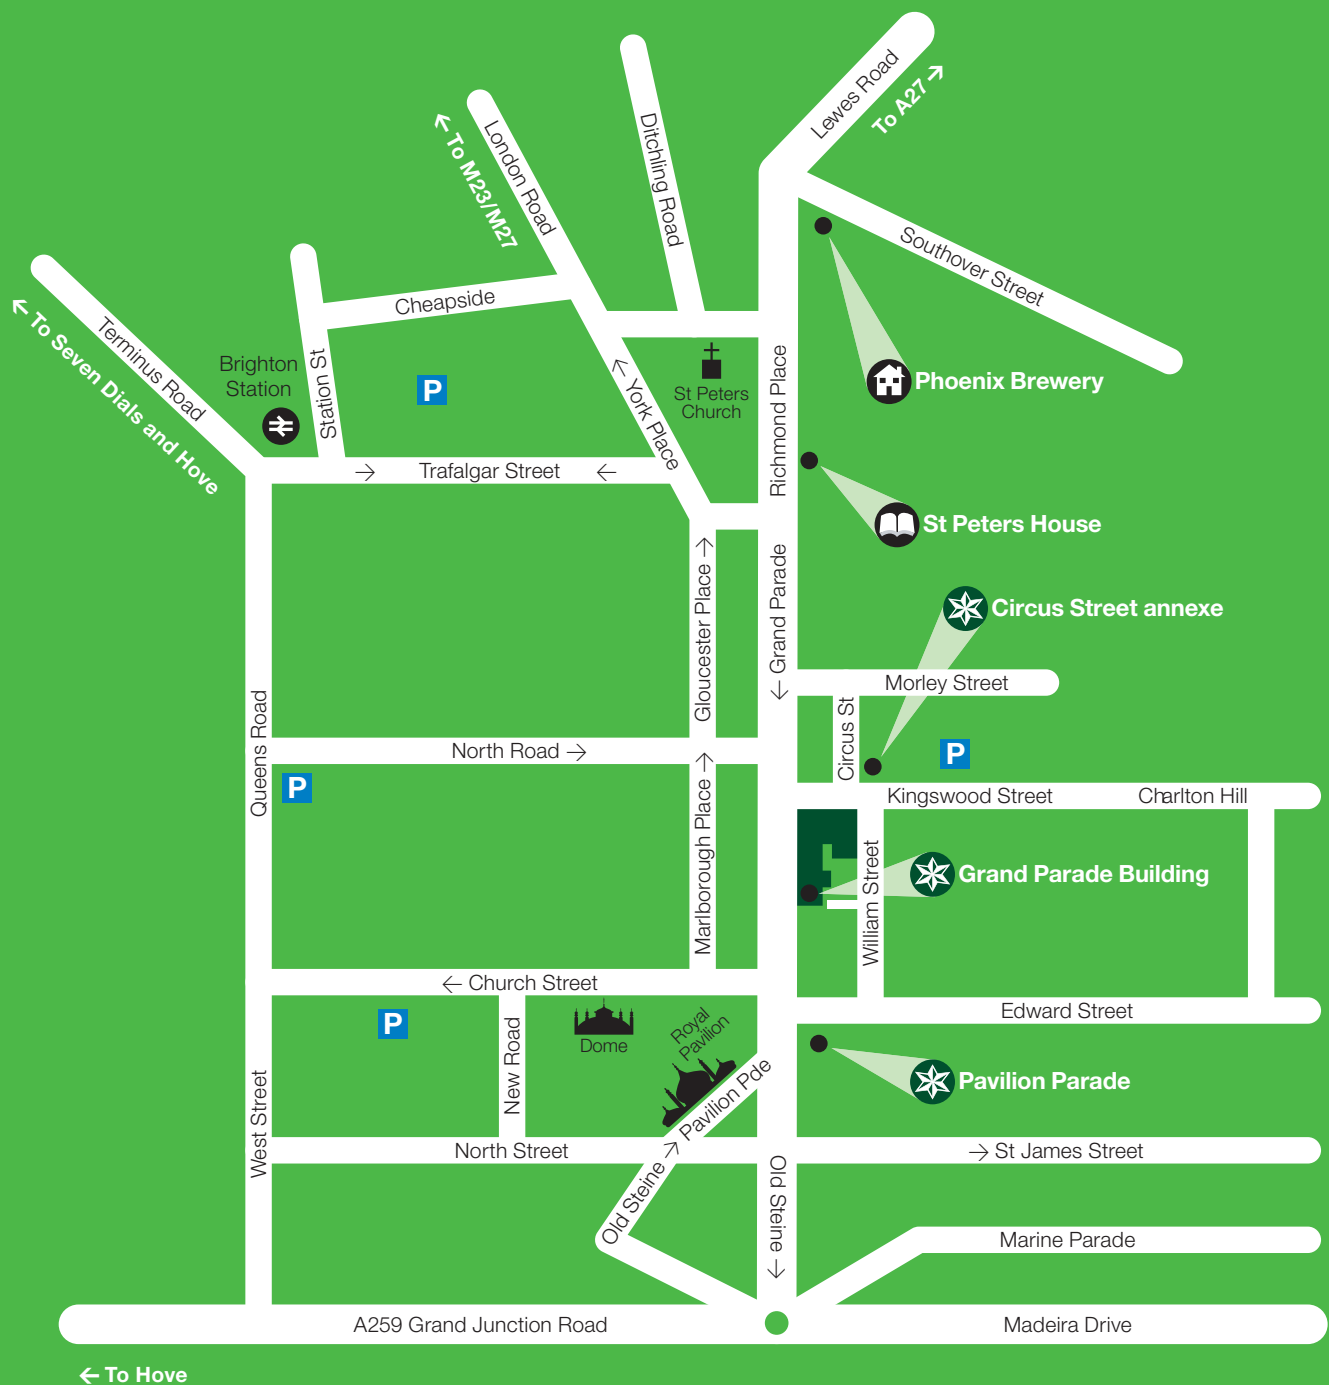 Lewes Road
To A27 →
Ditchling Road
London Road
← To M23/M27
Southover Street
Cheapside
Terminus Road
← To Seven Dials and Hove
Brighton
Station
Station St
P
St Peters
Church
← York Place
Richmond Place
Phoenix Brewery
→ Trafalgar Street ←
St Peters House
Gloucester Place →
← Grand Parade
Circus Street annexe
Morley Street
Queens Road
North Road →
Circus St
P
P
Kingswood Street
Charlton Hill
Marlborough Place →
William Street
Grand Parade Building
← Church Street
Edward Street
P
New Road
Dome
Royal
Pavilion
Pavilion Pde
Pavilion Parade
West Street
North Street
→ St James Street
Old Steine →
Old Steine →
Marine Parade
A259 Grand Junction Road
Madeira Drive
← To Hove